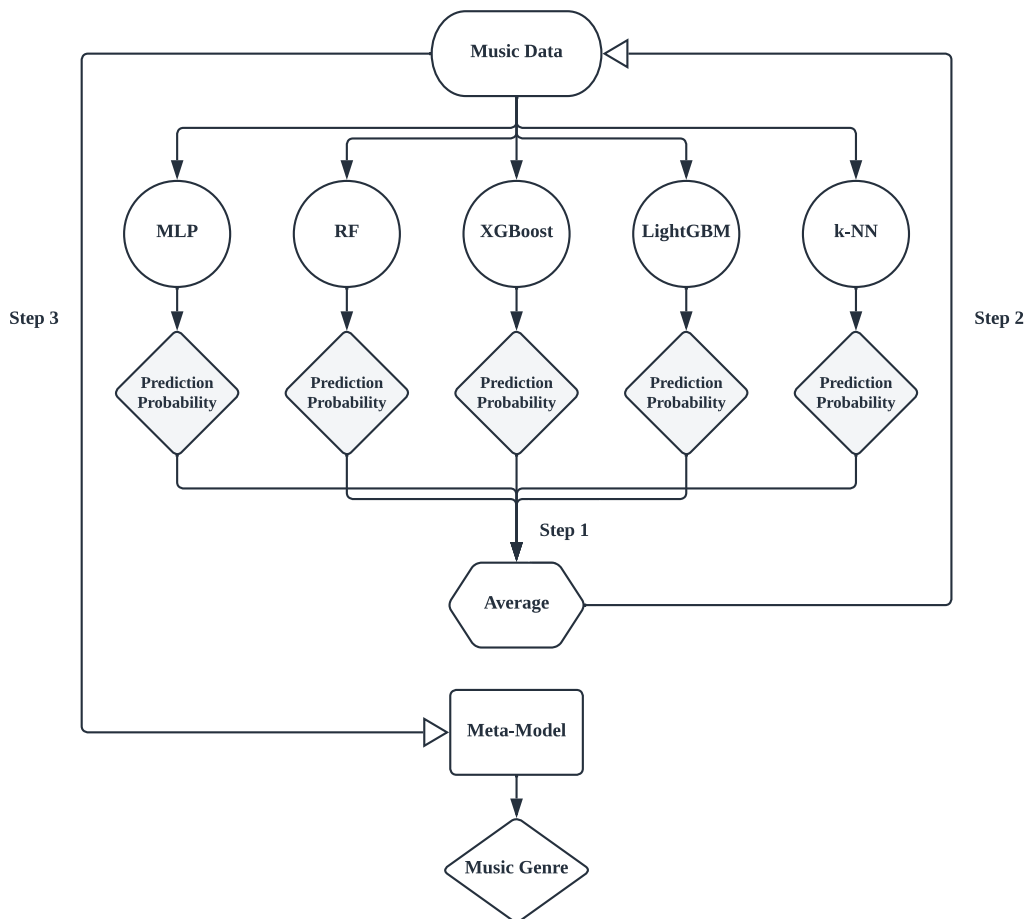 Music Data
MLP
RF
XGBoost
LightGBM
k-NN
Step 3
Step 2
Prediction
Probability
Prediction
Probability
Prediction
Probability
Prediction
Probability
Prediction
Probability
Step 1
Average
Meta-Model
Music Genre